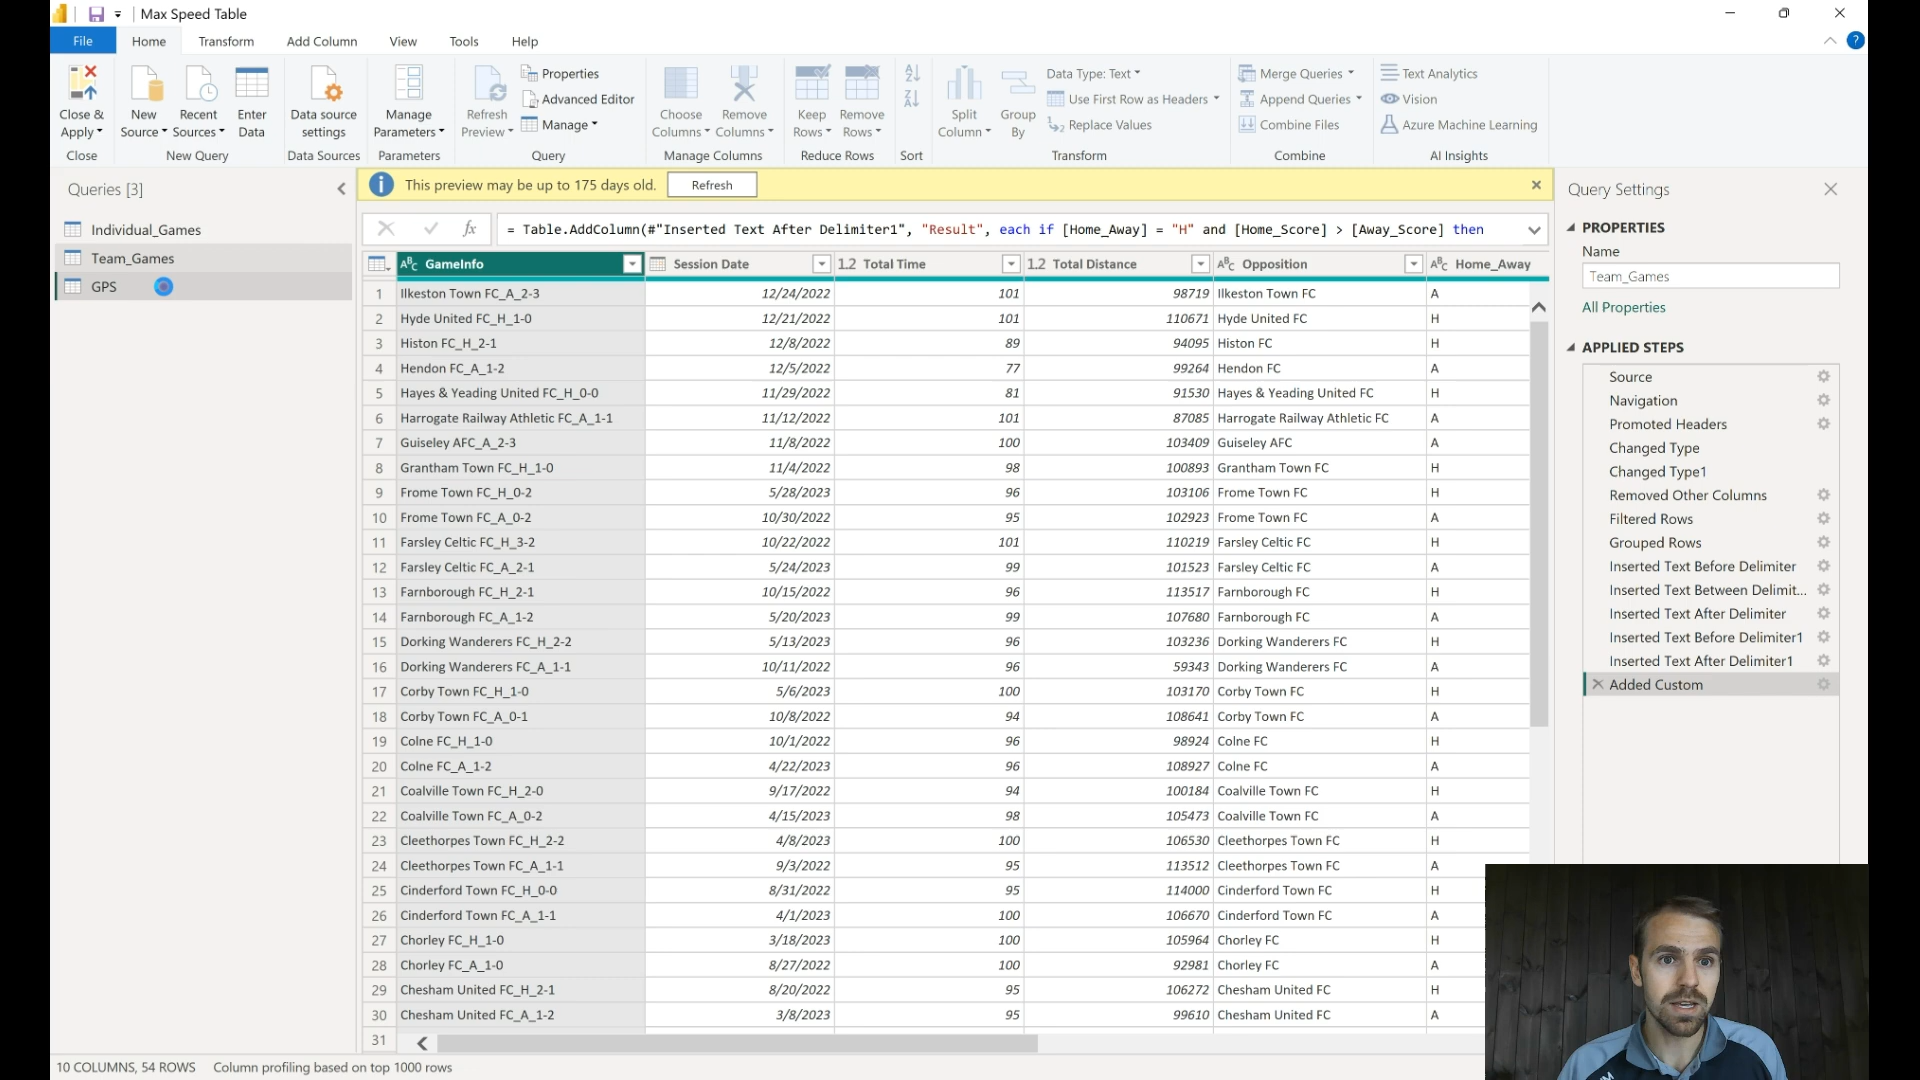 Max Speed Table
File Home Transform Add Column View Tools Help
Close & Apply
Close
New Source
Recent Sources
Enter Data
New Query
Data source settings
Data Sources
Manage Parameters
Parameters
Refresh Preview
Properties
Advanced Editor
Manage
Query
Choose Columns
Remove Columns
Manage Columns
Keep Rows
Remove Rows
Reduce Rows
Sort
Split Column
Group By
Data Type: Text
Use First Row as Headers
Replace Values
Transform
Merge Queries
Append Queries
Combine Files
Combine
Text Analytics
Vision
Azure Machine Learning
AI Insights
Queries [3]
Individual_Games
Team_Games
GPS
This preview may be up to 175 days old. Refresh
= Table.AddColumn(#"Inserted Text After Delimiter1", "Result", each if [Home_Away] = "H" and [Home_Score] > [Away_Score] then
GameInfo Session Date 1.2 Total Time 1.2 Total Distance Opposition Home_Away
1 Ilkeston Town FC_A_2-3 12/24/2022 101 98719 Ilkeston Town FC A
2 Hyde United FC_H_1-0 12/21/2022 101 110671 Hyde United FC H
3 Histon FC_H_2-1 12/8/2022 89 94095 Histon FC H
4 Hendon FC_A_1-2 12/5/2022 77 99264 Hendon FC A
5 Hayes & Yeading United FC_H_0-0 11/29/2022 81 91530 Hayes & Yeading United FC H
6 Harrogate Railway Athletic FC_A_1-1 11/12/2022 101 87085 Harrogate Railway Athletic FC A
7 Guiseley AFC_A_2-3 11/8/2022 100 103409 Guiseley AFC A
8 Grantham Town FC_H_1-0 11/4/2022 98 100893 Grantham Town FC H
9 Frome Town FC_H_0-2 5/28/2023 96 103106 Frome Town FC H
10 Frome Town FC_A_0-2 10/30/2022 95 102923 Frome Town FC A
11 Farsley Celtic FC_H_3-2 10/22/2022 101 110219 Farsley Celtic FC H
12 Farsley Celtic FC_A_2-1 5/24/2023 99 101523 Farsley Celtic FC A
13 Farnborough FC_H_2-1 10/15/2022 96 113517 Farnborough FC H
14 Farnborough FC_A_1-2 5/20/2023 99 107680 Farnborough FC A
15 Dorking Wanderers FC_H_2-2 5/13/2023 96 103236 Dorking Wanderers FC H
16 Dorking Wanderers FC_A_1-1 10/11/2022 96 59343 Dorking Wanderers FC A
17 Corby Town FC_H_1-0 5/6/2023 100 103170 Corby Town FC H
18 Corby Town FC_A_0-1 10/8/2022 94 108641 Corby Town FC A
19 Colne FC_H_1-0 10/1/2022 96 98924 Colne FC H
20 Colne FC_A_1-2 4/22/2023 96 108927 Colne FC A
21 Coalville Town FC_H_2-0 9/17/2022 94 100184 Coalville Town FC H
22 Coalville Town FC_A_0-2 4/15/2023 98 105473 Coalville Town FC A
23 Cleethorpes Town FC_H_2-2 4/8/2023 100 106530 Cleethorpes Town FC H
24 Cleethorpes Town FC_A_1-1 9/3/2022 95 113512 Cleethorpes Town FC A
25 Cinderford Town FC_H_0-0 8/31/2022 95 114000 Cinderford Town FC H
26 Cinderford Town FC_A_1-1 4/1/2023 100 106670 Cinderford Town FC A
27 Chorley FC_H_1-0 3/18/2023 100 105964 Chorley FC H
28 Chorley FC_A_1-0 8/27/2022 100 92981 Chorley FC A
29 Chesham United FC_H_2-1 8/20/2022 95 106272 Chesham United FC H
30 Chesham United FC_A_1-2 3/8/2023 95 99610 Chesham United FC A
31
Query Settings
PROPERTIES
Name
Team_Games
All Properties
APPLIED STEPS
Source
Navigation
Promoted Headers
Changed Type
Changed Type1
Removed Other Columns
Filtered Rows
Grouped Rows
Inserted Text Before Delimiter
Inserted Text Between Delimit...
Inserted Text After Delimiter
Inserted Text Before Delimiter1
Inserted Text After Delimiter1
Added Custom
10 COLUMNS, 54 ROWS Column profiling based on top 1000 rows